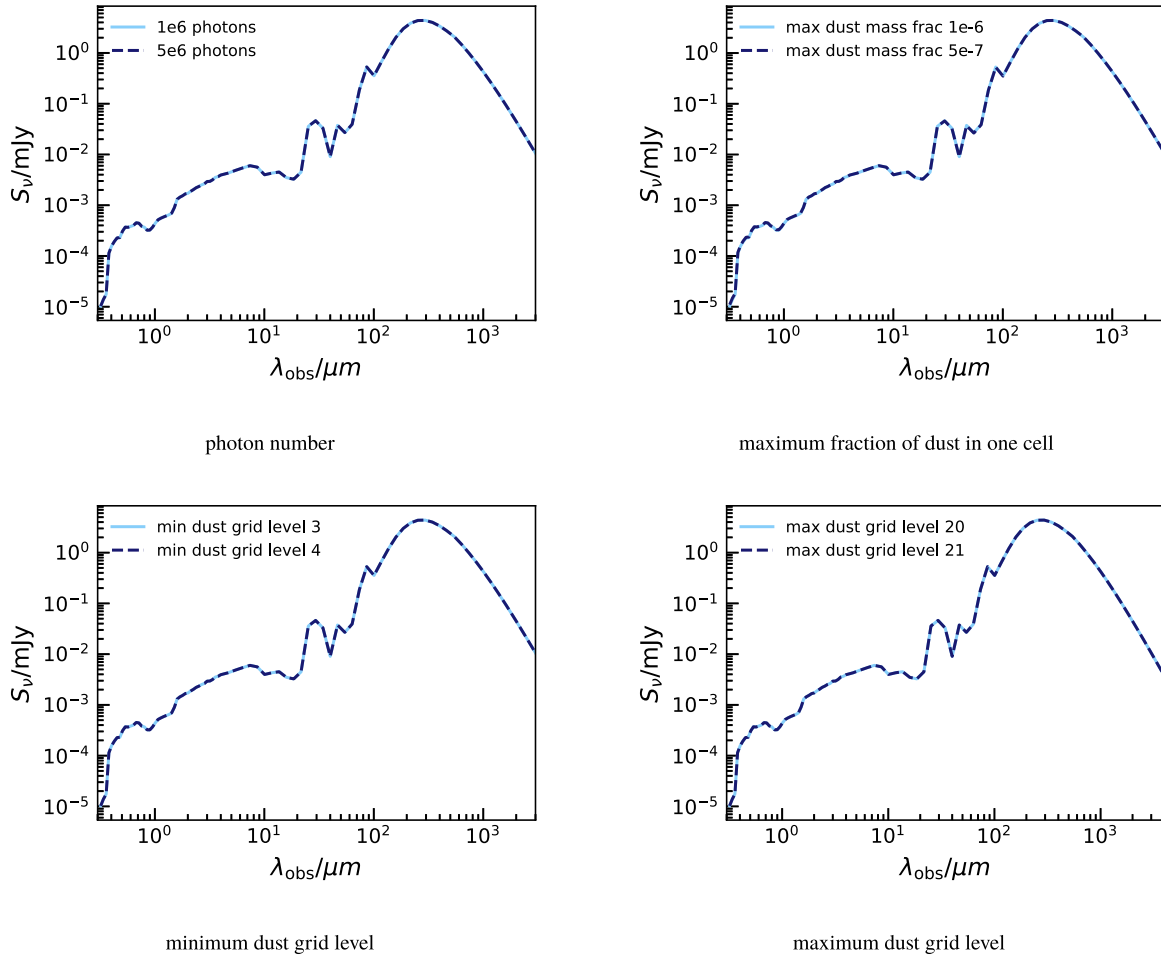 1e6 photons
5e6 photons
S_ν/mJy
10^0
10^-1
10^-2
10^-3
10^-4
10^-5
10^0 10^1 10^2 10^3
λ_obs/μm
photon number
max dust mass frac 1e-6
max dust mass frac 5e-7
S_ν/mJy
10^0
10^-1
10^-2
10^-3
10^-4
10^-5
10^0 10^1 10^2 10^3
λ_obs/μm
maximum fraction of dust in one cell
min dust grid level 3
min dust grid level 4
S_ν/mJy
10^0
10^-1
10^-2
10^-3
10^-4
10^-5
10^0 10^1 10^2 10^3
λ_obs/μm
minimum dust grid level
max dust grid level 20
max dust grid level 21
S_ν/mJy
10^0
10^-1
10^-2
10^-3
10^-4
10^-5
10^0 10^1 10^2 10^3
λ_obs/μm
maximum dust grid level